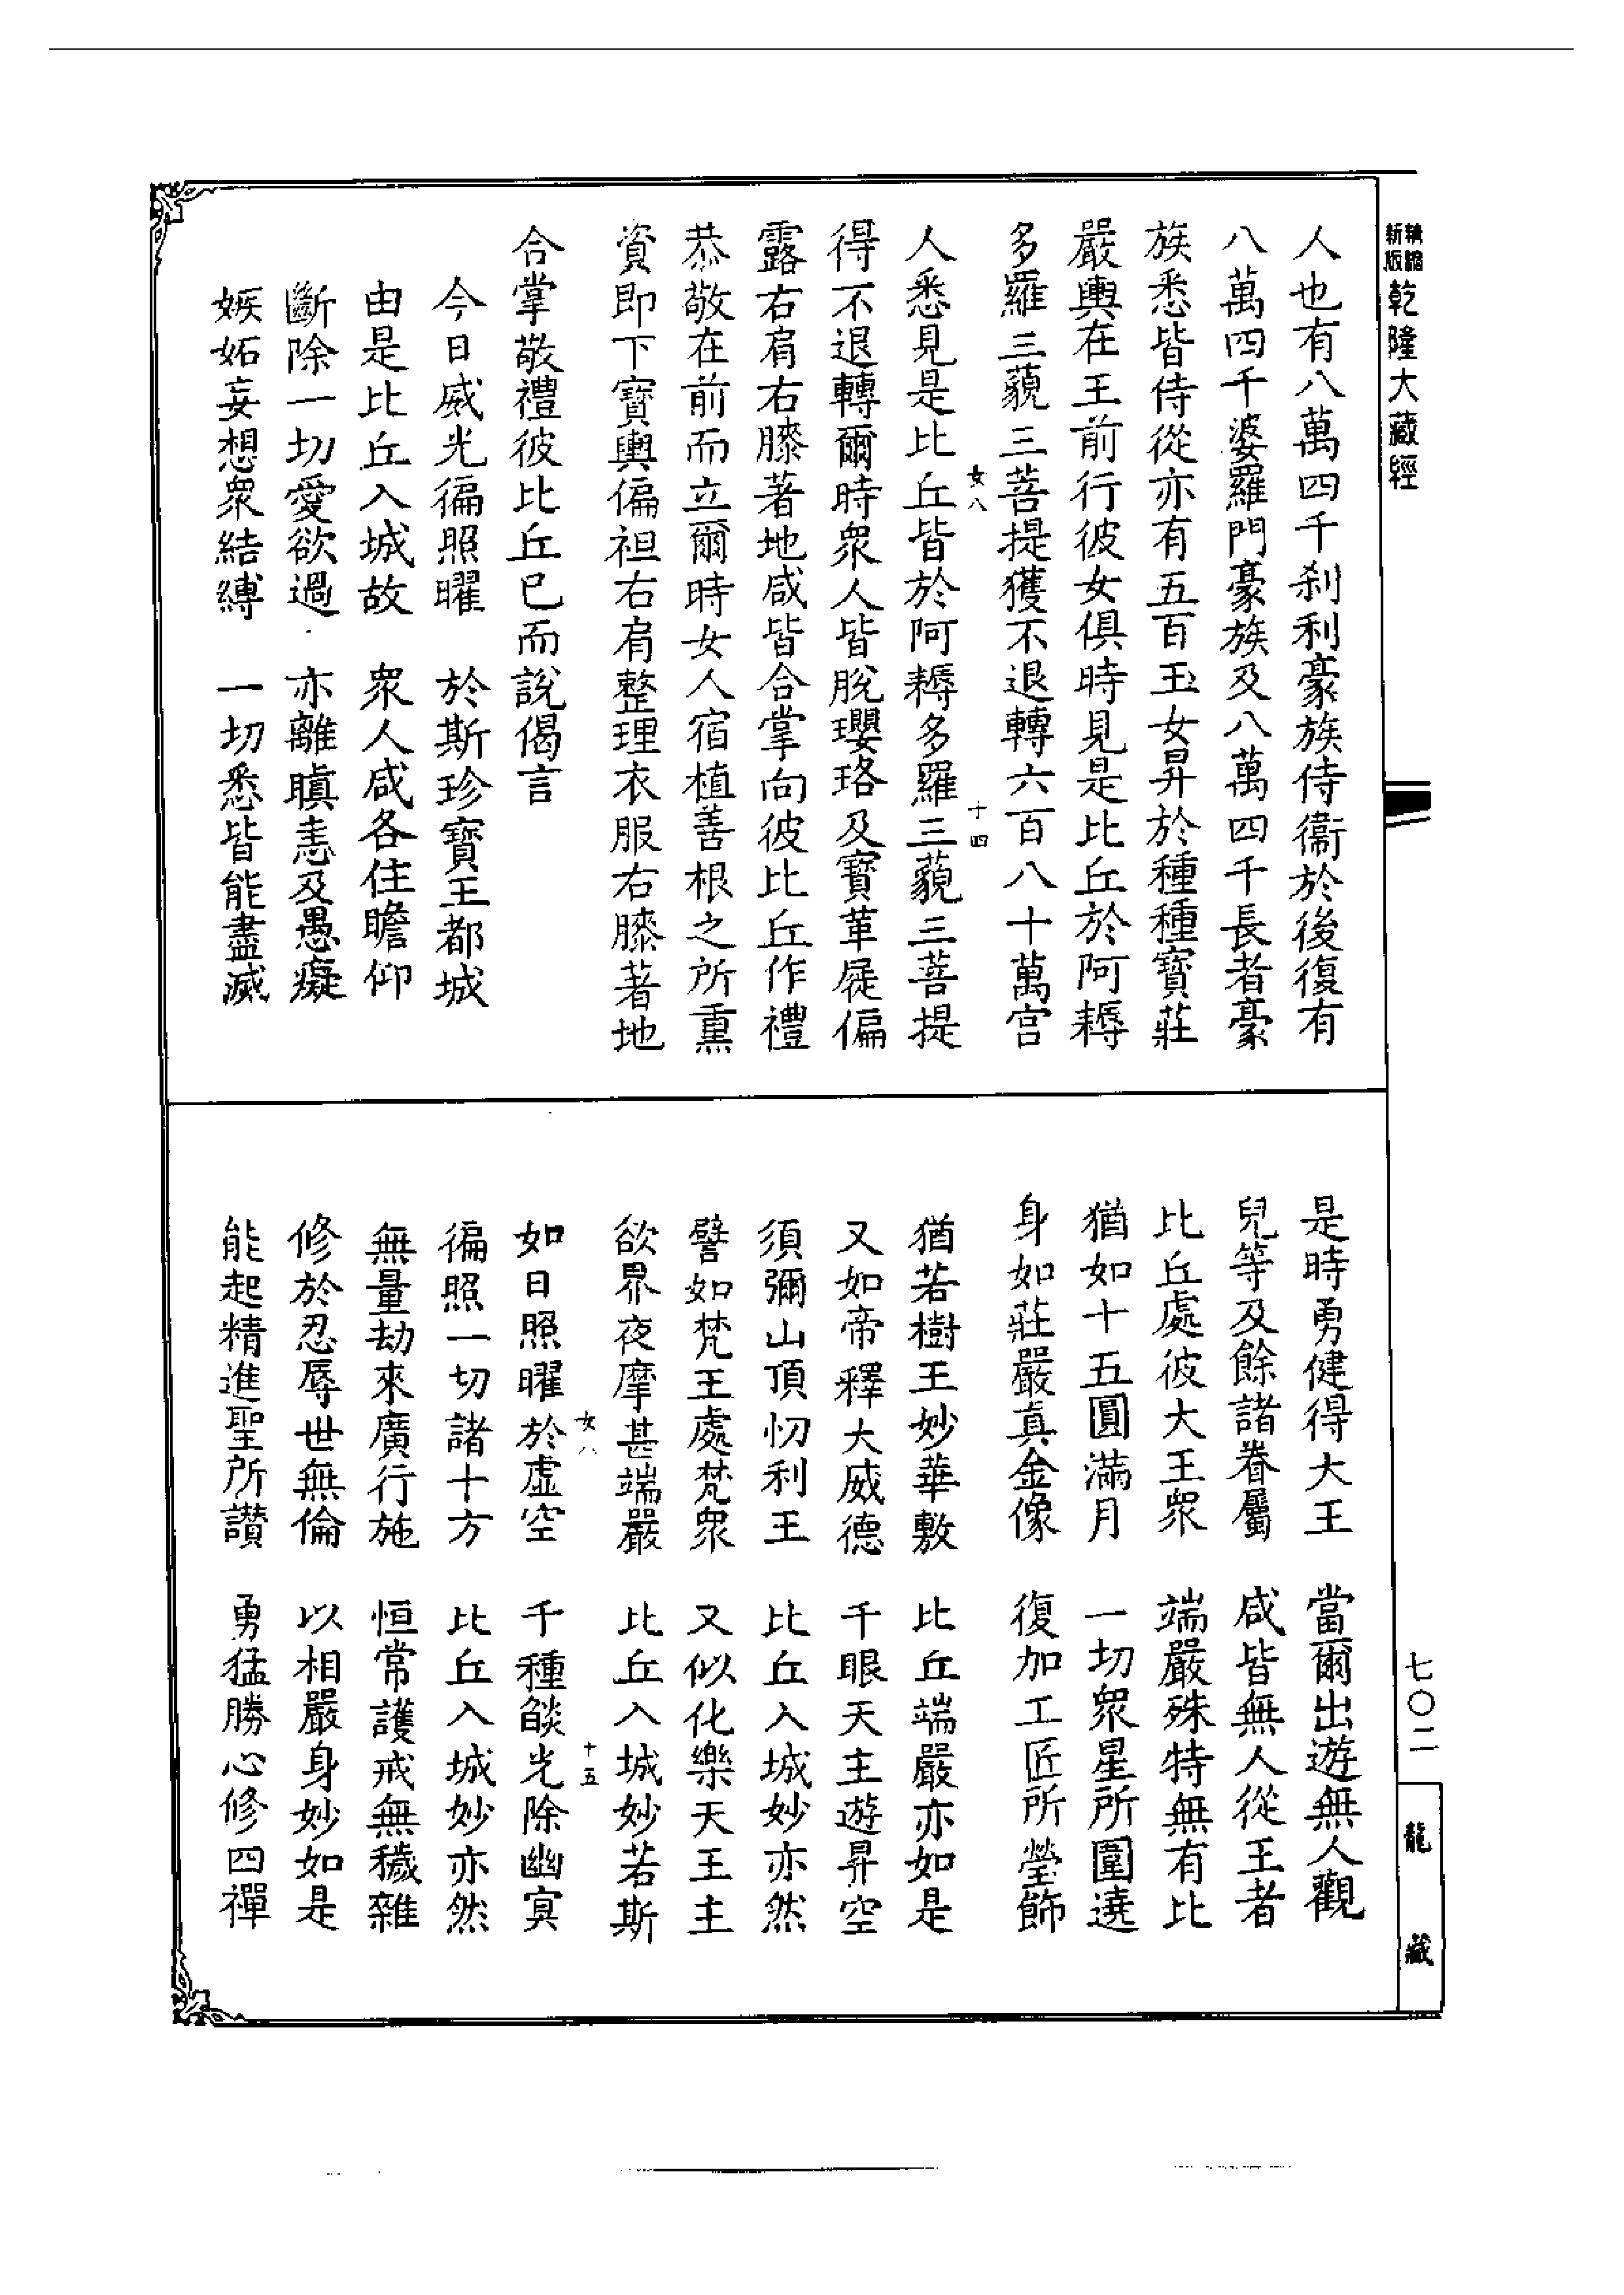 精縮新版乾隆大藏經
人也有八萬四千刹利豪族侍衞於後復有
八萬四千婆羅門豪族及八萬四千長者豪
族悉皆侍從亦有五百玉女昇於種種寶莊
嚴輿在王前行彼女俱時見是比丘於阿耨
多羅三藐三菩提獲不退轉六百八十萬宮
女八
十四
人悉見是比丘皆於阿耨多羅三藐三菩提
得不退轉爾時衆人皆脫瓔珞及寶革屣偏
露右肩右膝著地咸皆合掌向彼比丘作禮
恭敬在前而立爾時女人宿植善根之所熏
資即下寶輿偏袒右肩整理衣服右膝著地
合掌敬禮彼比丘已而說偈言
今日威光徧照曜　於斯珍寶王都城
由是比丘入城故　衆人咸各住瞻仰
斷除一切愛欲過　亦離瞋恚及愚癡
嫉妬妄想衆結縛　一切悉皆能盡滅
是時勇健得大王　當爾出遊無人觀
兒等及餘諸眷屬　咸皆無人從王者
比丘處彼大王衆　端嚴殊特無有比
猶如十五圓滿月　一切衆星所圍遶
身如莊嚴真金像　復加工匠所瑩飾
猶若樹王妙華敷　比丘端嚴亦如是
又如帝釋大威德　千眼天主遊昇空
須彌山頂忉利王　比丘入城妙亦然
譬如梵王處梵衆　又似化樂天王主
欲界夜摩甚端嚴　比丘入城妙若斯
女八
十五
如日照曜於虛空　千種燄光除幽冥
徧照一切諸十方　比丘入城妙亦然
無量劫來廣行施　恒常護戒無穢雜
修於忍辱世無倫　以相嚴身妙如是
能起精進聖所讚　勇猛勝心修四禪
七〇二
龍藏